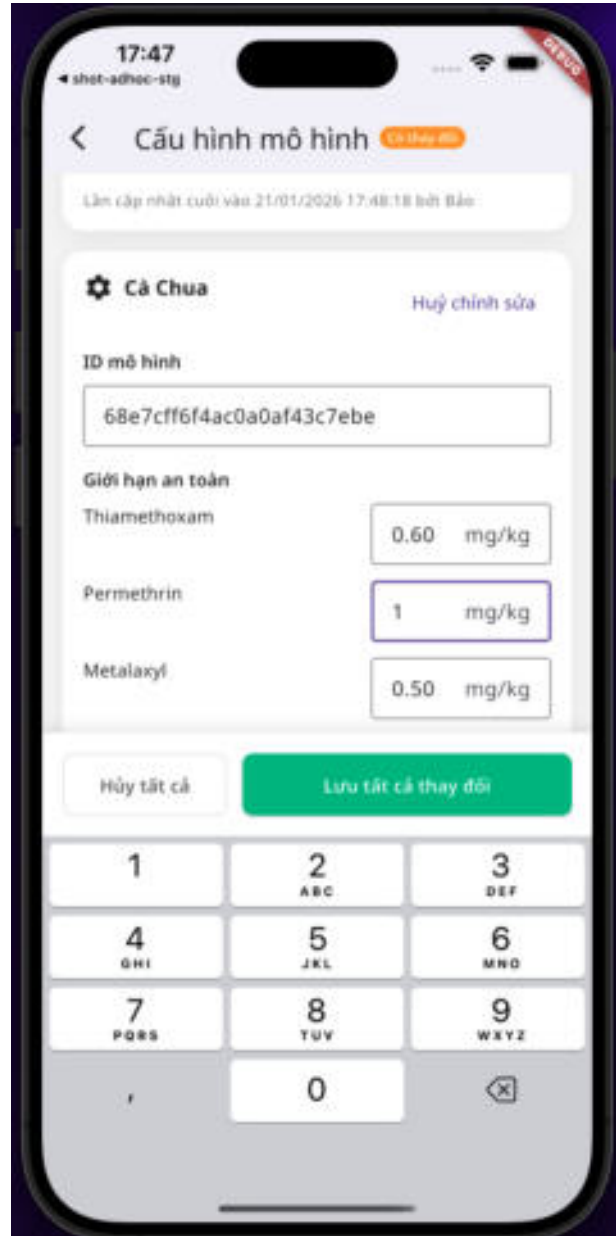 17:47
◀ shot-adhoc-stg
DEBUG
Cấu hình mô hình Có thay đổi
Lần cập nhật cuối vào 21/01/2026 17:48:18 bởi Bảo
Cà Chua
Huỷ chỉnh sửa
ID mô hình
68e7cff6f4ac0a0af43c7ebe
Giới hạn an toàn
Thiamethoxam
0.60 mg/kg
Permethrin
1 mg/kg
Metalaxyl
0.50 mg/kg
Hủy tất cả
Lưu tất cả thay đổi
1 2 3
ABC DEF
4 5 6
GHI JKL MNO
7 8 9
PQRS TUV WXYZ
, 0